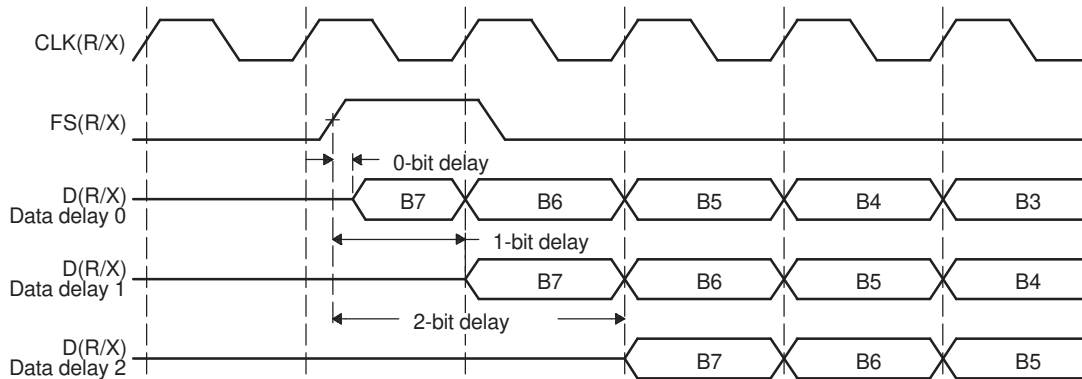 CLK(R/X)
FS(R/X)
0-bit delay
D(R/X)
Data delay 0
B7 B6 B5 B4 B3
1-bit delay
D(R/X)
Data delay 1
B7 B6 B5 B4
2-bit delay
D(R/X)
Data delay 2
B7 B6 B5